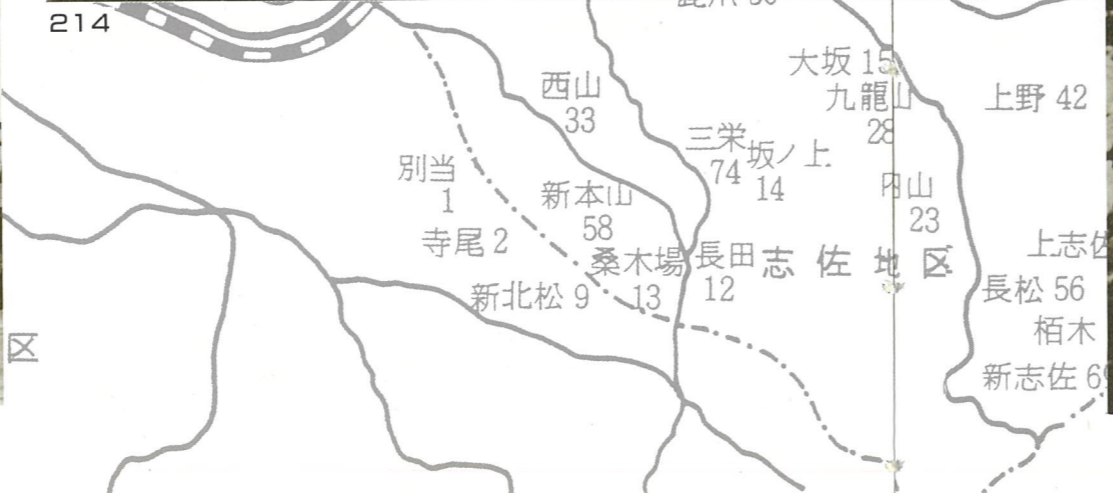 214
大坂 15
九龍山
28
上野 42
西山
33
三栄
74
坂ノ上
14
別当
1
内山
23
新本山
58
寺尾 2
桑木場
13
長田
12
志佐地区
上志佐
長松 56
新北松 9
栢木
区
新志佐 69